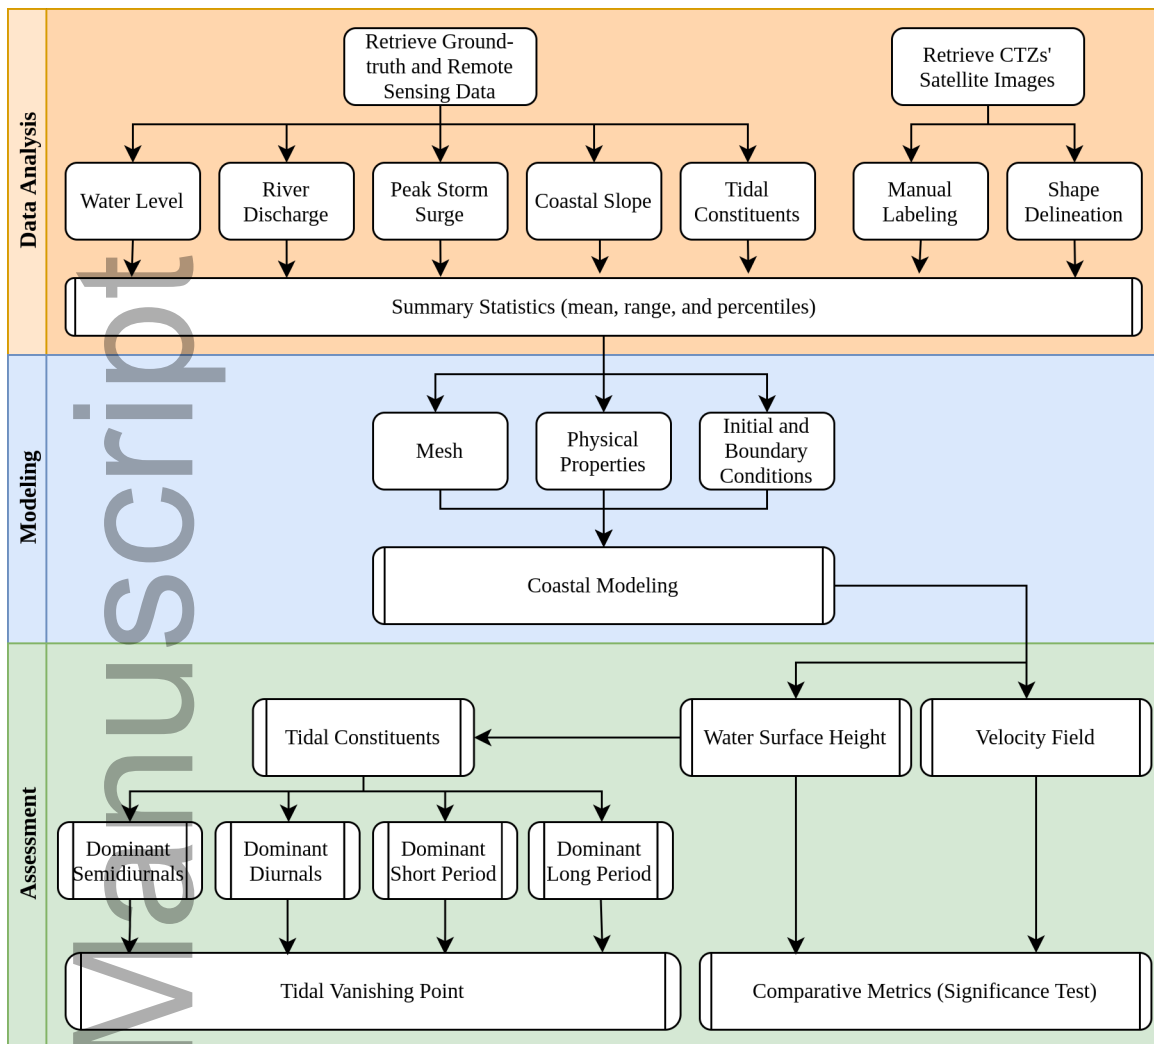 Data Analysis
Retrieve Ground-
truth and Remote
Sensing Data
Retrieve CTZs'
Satellite Images
Water Level
River
Discharge
Peak Storm
Surge
Coastal Slope
Tidal
Constituents
Manual
Labeling
Shape
Delineation
Summary Statistics (mean, range, and percentiles)
Modeling
Mesh
Physical
Properties
Initial and
Boundary
Conditions
Coastal Modeling
Assessment
Tidal Constituents
Water Surface Height
Velocity Field
Dominant
Semidiurnals
Dominant
Diurnals
Dominant
Short Period
Dominant
Long Period
Tidal Vanishing Point
Comparative Metrics (Significance Test)
Manuscript